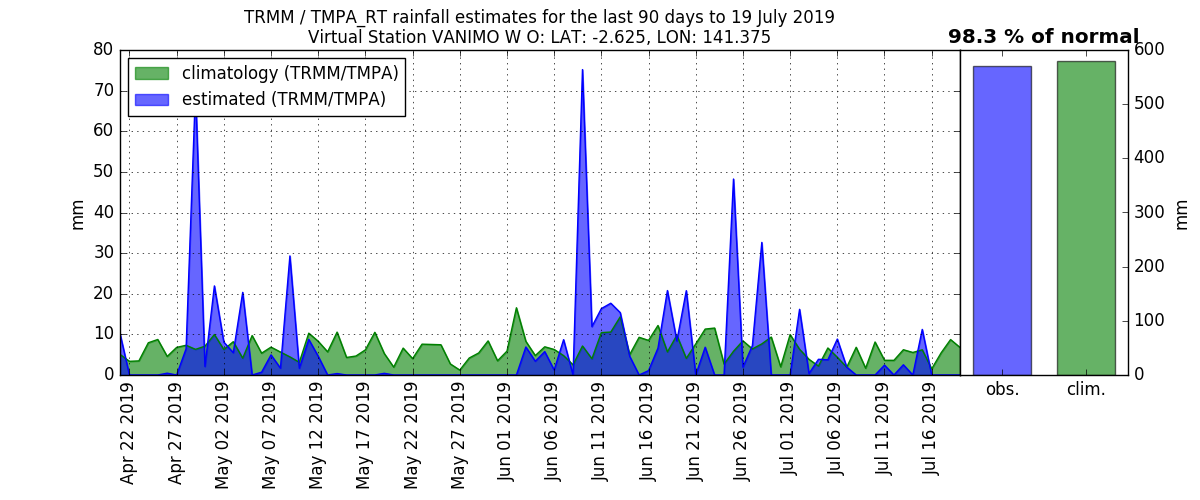 TRMM / TMPA_RT rainfall estimates for the last 90 days to 19 July 2019
Virtual Station VANIMO W O: LAT: -2.625, LON: 141.375
98.3 % of normal
climatology (TRMM/TMPA)
estimated (TRMM/TMPA)
80
70
60
50
40
30
20
10
0
mm
Apr 22 2019
Apr 27 2019
May 02 2019
May 07 2019
May 12 2019
May 17 2019
May 22 2019
May 27 2019
Jun 01 2019
Jun 06 2019
Jun 11 2019
Jun 16 2019
Jun 21 2019
Jun 26 2019
Jul 01 2019
Jul 06 2019
Jul 11 2019
Jul 16 2019
600
500
400
300
200
100
0
mm
obs.
clim.